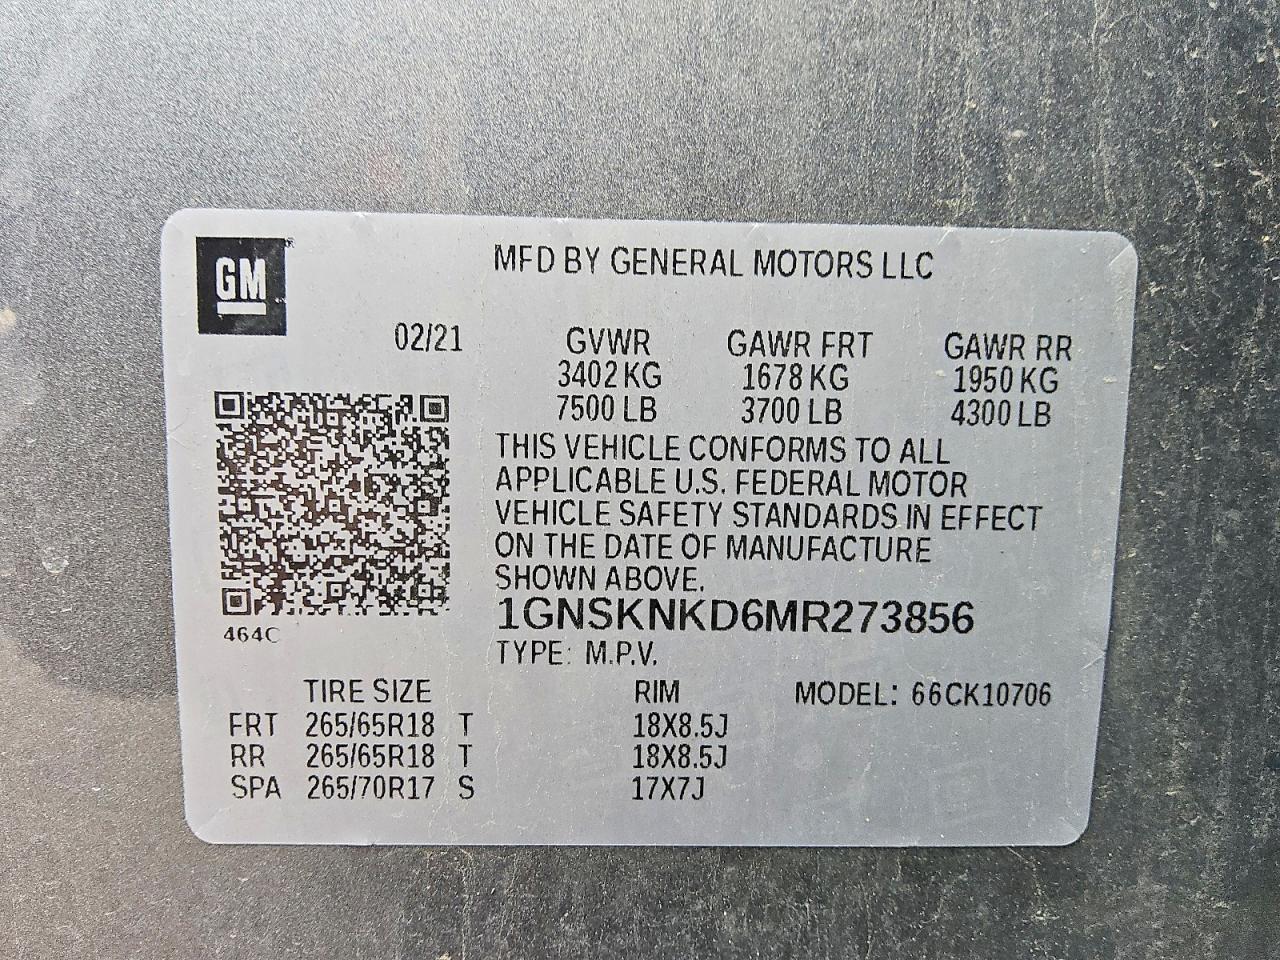 GM
MFD BY GENERAL MOTORS LLC
02/21 GVWR GAWR FRT GAWR RR
3402 KG 1678 KG 1950 KG
7500 LB 3700 LB 4300 LB
THIS VEHICLE CONFORMS TO ALL
APPLICABLE U.S. FEDERAL MOTOR
VEHICLE SAFETY STANDARDS IN EFFECT
ON THE DATE OF MANUFACTURE
SHOWN ABOVE.
1GNSKNKD6MR273856
464C
TYPE: M.P.V.
TIRE SIZE RIM MODEL: 66CK10706
FRT 265/65R18 T 18X8.5J
RR 265/65R18 T 18X8.5J
SPA 265/70R17 S 17X7J